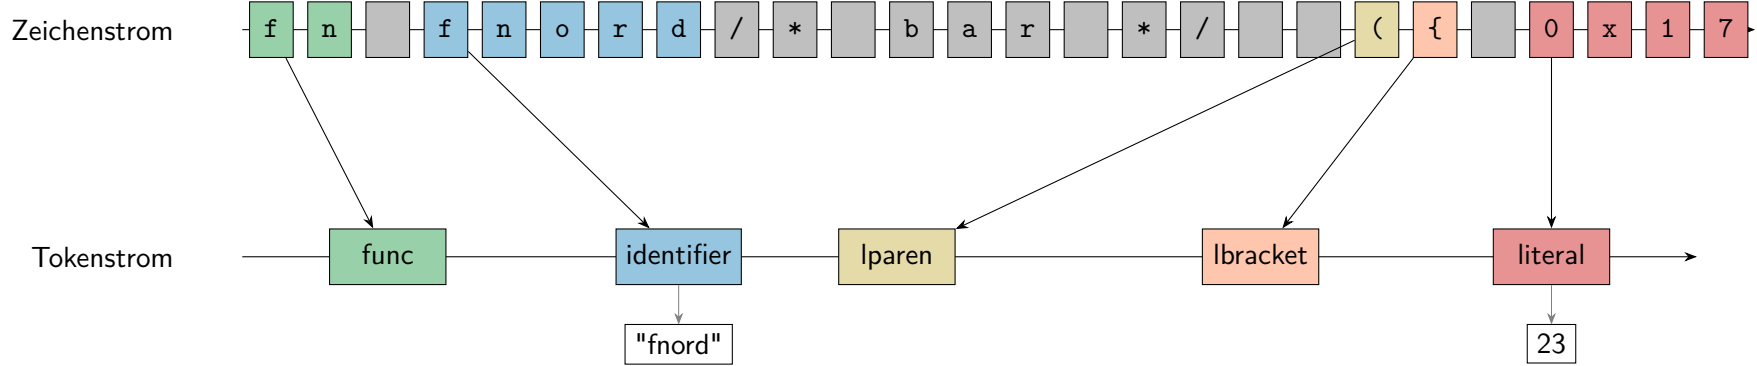 Zeichenstrom f n f n o r d / * b a r * / ( { 0 x 1 7
Tokenstrom func identifier lparen lbracket literal
"fnord" 23